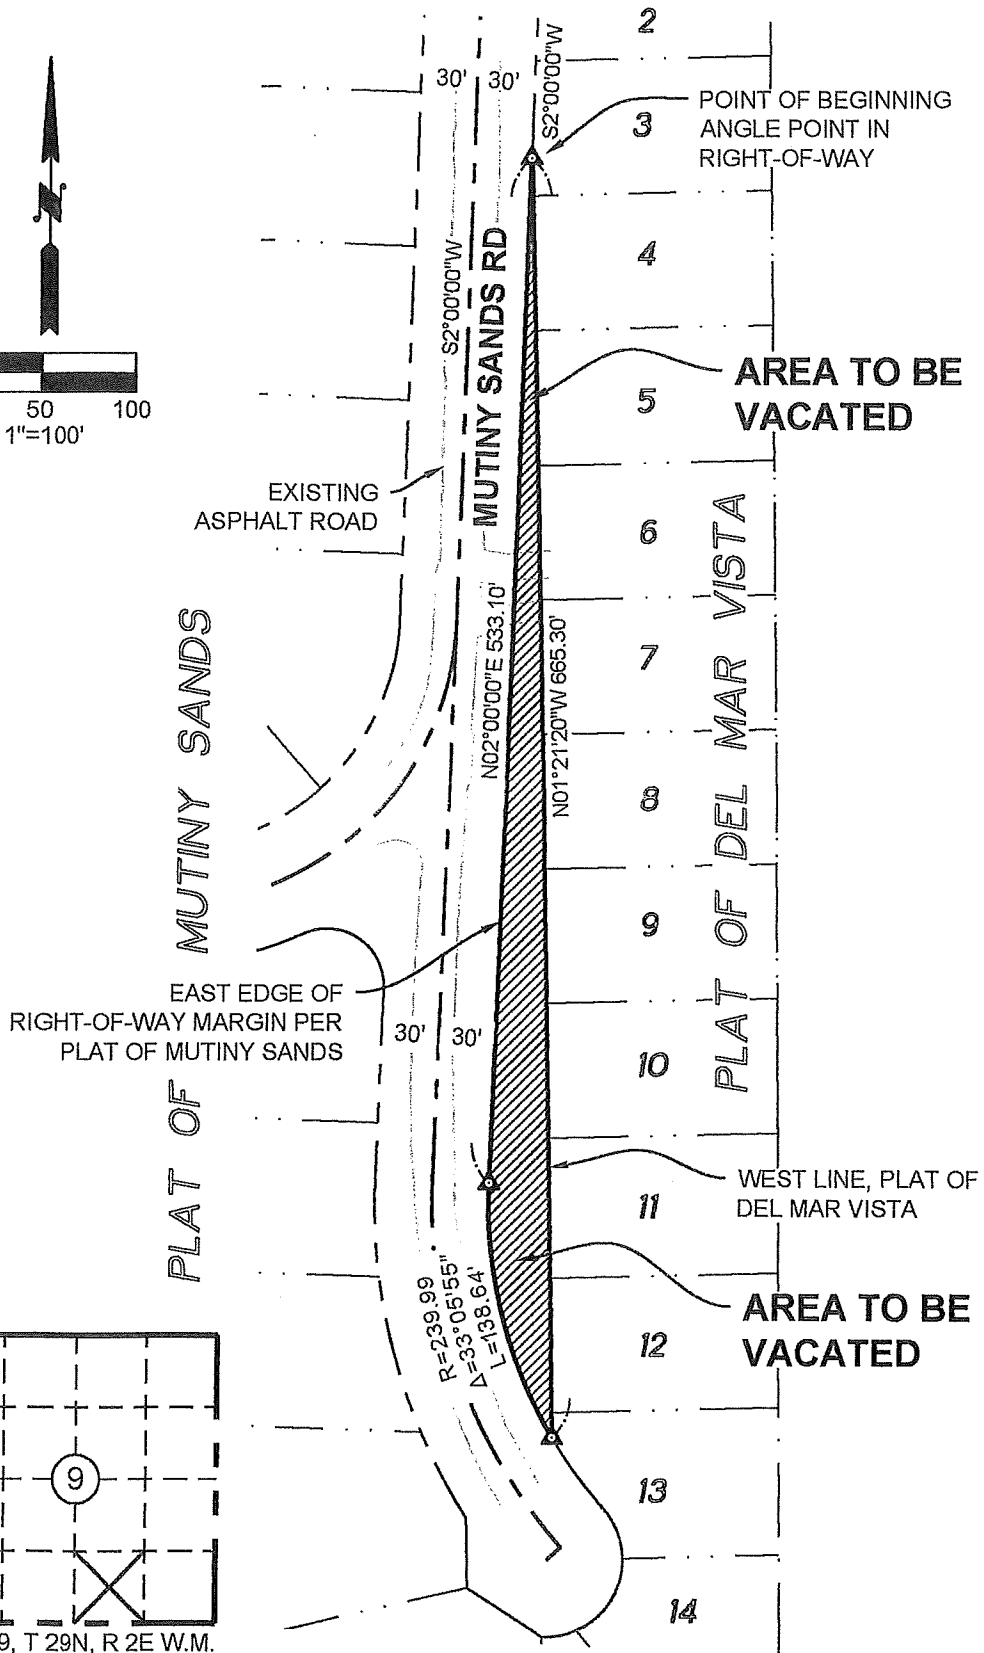 2
30' 30'
S2°00'00"W
POINT OF BEGINNING
ANGLE POINT IN
RIGHT-OF-WAY
3
N
4
S2°00'00"W
MUTINY SANDS RD
AREA TO BE
VACATED
50 100
1"=100'
5
EXISTING
ASPHALT ROAD
6
PLAT OF DEL MAR VISTA
N02°00'00"E 533.10'
N01°21'20"W 665.30'
7
PLAT OF MUTINY SANDS
8
9
EAST EDGE OF
RIGHT-OF-WAY MARGIN PER
PLAT OF MUTINY SANDS
30' 30'
10
WEST LINE, PLAT OF
DEL MAR VISTA
11
R=239.99
Δ=33°05'55"
L=138.64'
AREA TO BE
VACATED
12
9
13
14
9, T 29N, R 2E W.M.